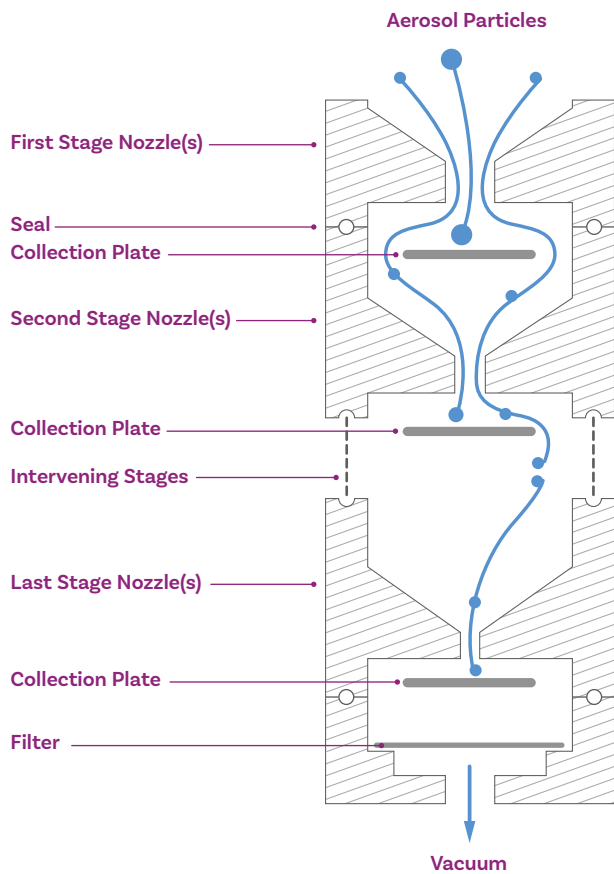 Aerosol Particles
First Stage Nozzle(s)
Seal
Collection Plate
Second Stage Nozzle(s)
Collection Plate
Intervening Stages
Last Stage Nozzle(s)
Collection Plate
Filter
Vacuum